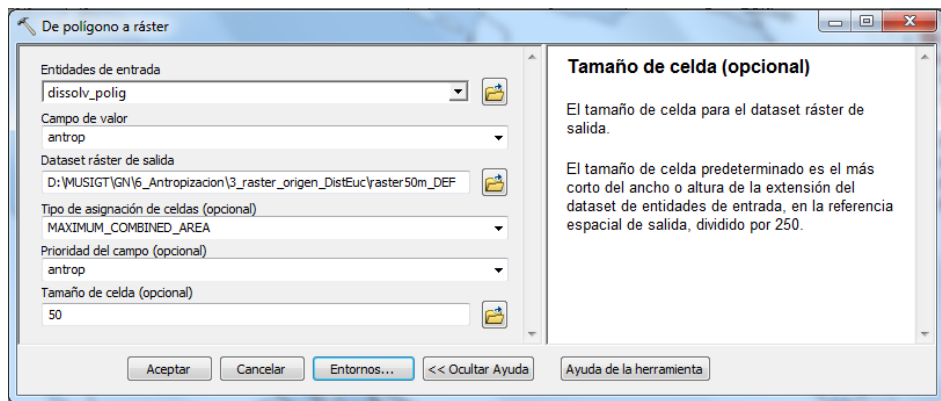 De polígono a ráster
Entidades de entrada
dissolv_polig
Campo de valor
antrop
Dataset ráster de salida
D:\MUSIGT\GN\6_Antropizacion\3_raster_origen_DistEuc\raster50m_DEF
Tipo de asignación de celdas (opcional)
MAXIMUM_COMBINED_AREA
Prioridad del campo (opcional)
antrop
Tamaño de celda (opcional)
50
Tamaño de celda (opcional)
El tamaño de celda para el dataset ráster de
salida.
El tamaño de celda predeterminado es el más
corto del ancho o altura de la extensión del
dataset de entidades de entrada, en la referencia
espacial de salida, dividido por 250.
Aceptar
Cancelar
Entornos...
<< Ocultar Ayuda
Ayuda de la herramienta